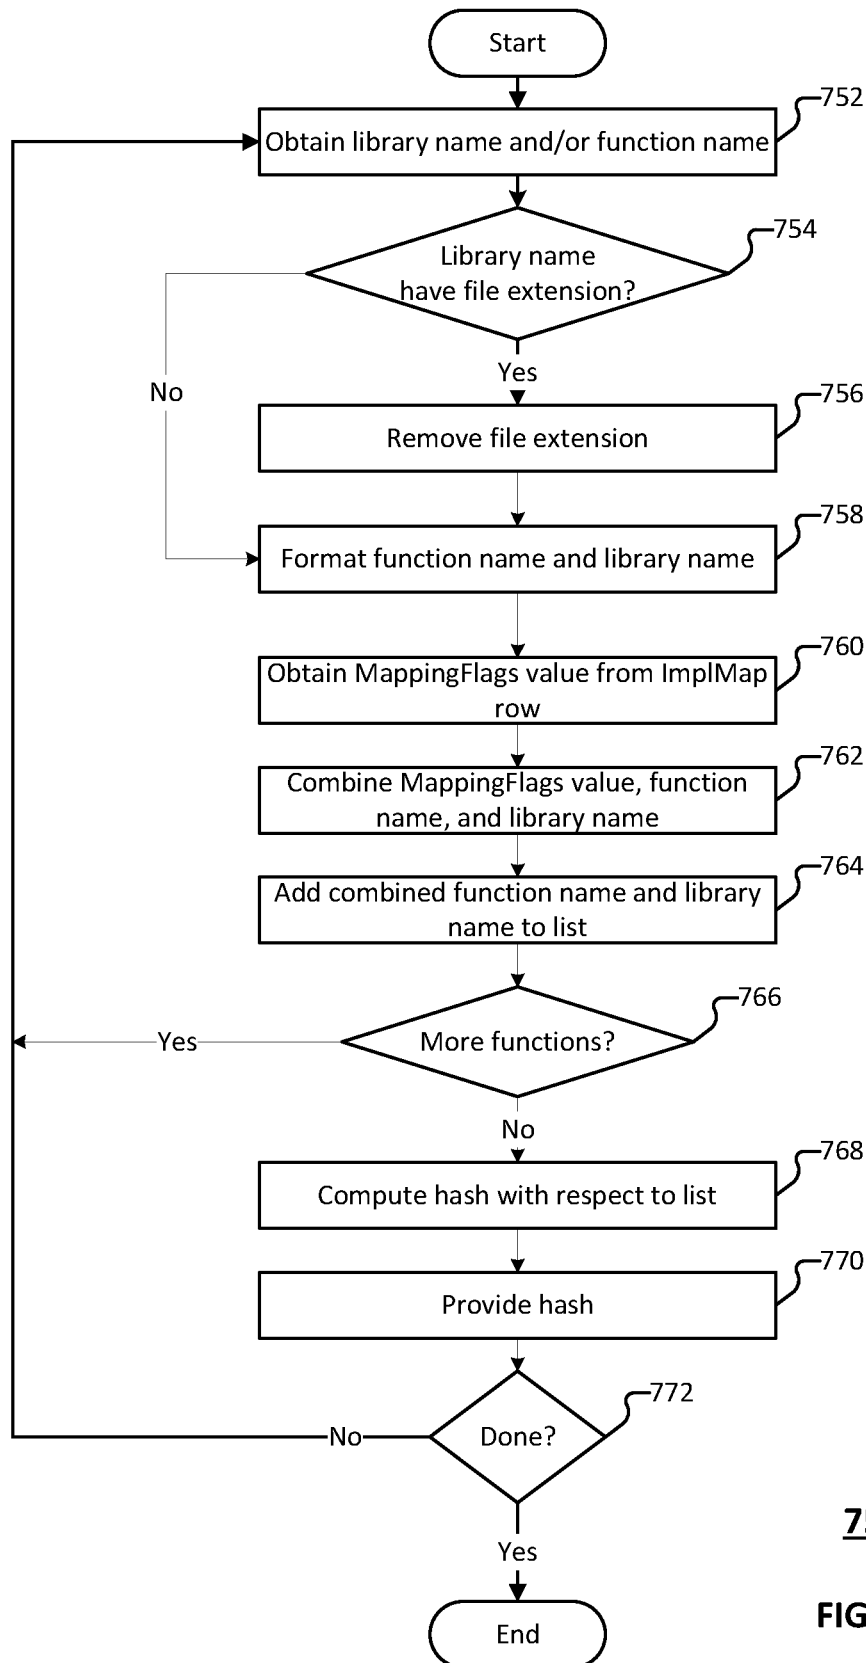 Start
752
Obtain library name and/or function name
754
Library name
have file extension?
Yes
No
756
Remove file extension
758
Format function name and library name
760
Obtain MappingFlags value from ImplMap
row
762
Combine MappingFlags value, function
name, and library name
764
Add combined function name and library
name to list
766
More functions?
Yes
No
768
Compute hash with respect to list
770
Provide hash
772
Done?
No
Yes
End
FIG